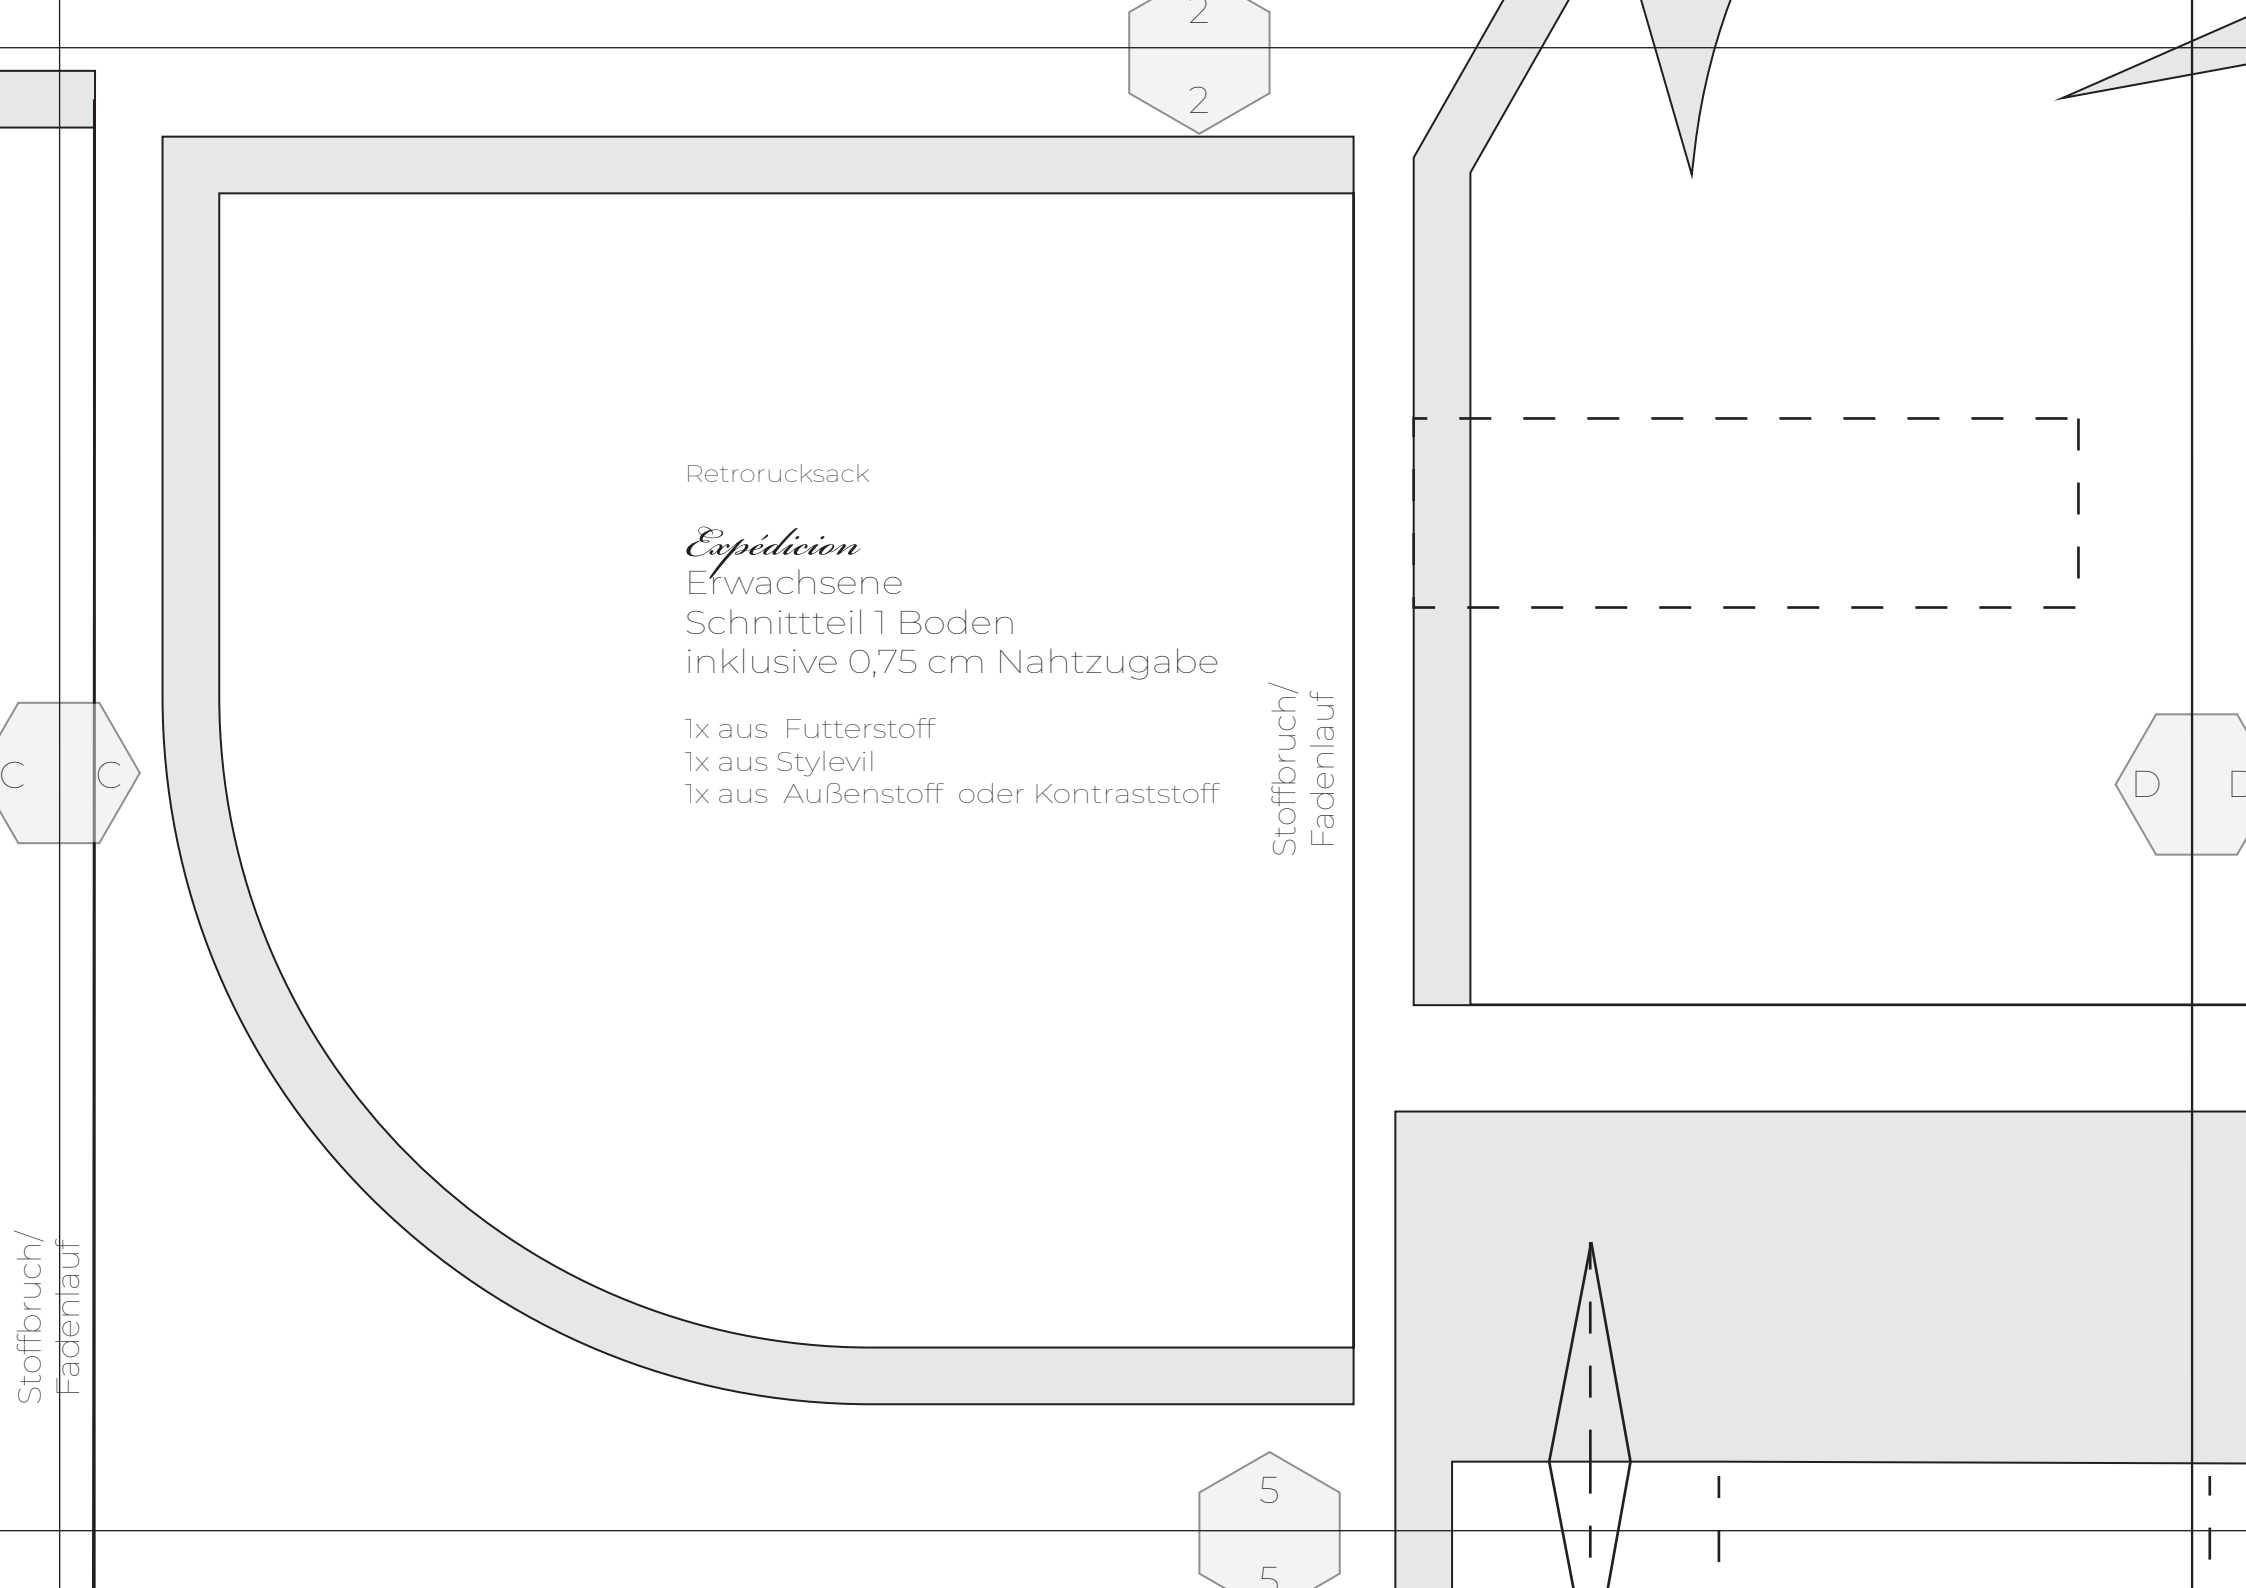 2
2
Retrorucksack
Expédicion
Erwachsene
Schnittteil 1 Boden
inklusive 0,75 cm Nahtzugabe
1x aus  Futterstoff
1x aus Stylevil
1x aus  Außenstoff  oder Kontraststoff
Stoffbruch/
Fadenlauf
C C
D D
Stoffbruch/
Fadenlauf
5
5